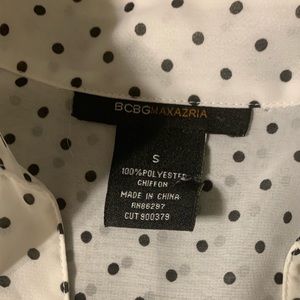 BCBGMAXAZRIA
S
100% POLYESTER
CHIFFON
MADE IN CHINA
RN86287
CUT 900379